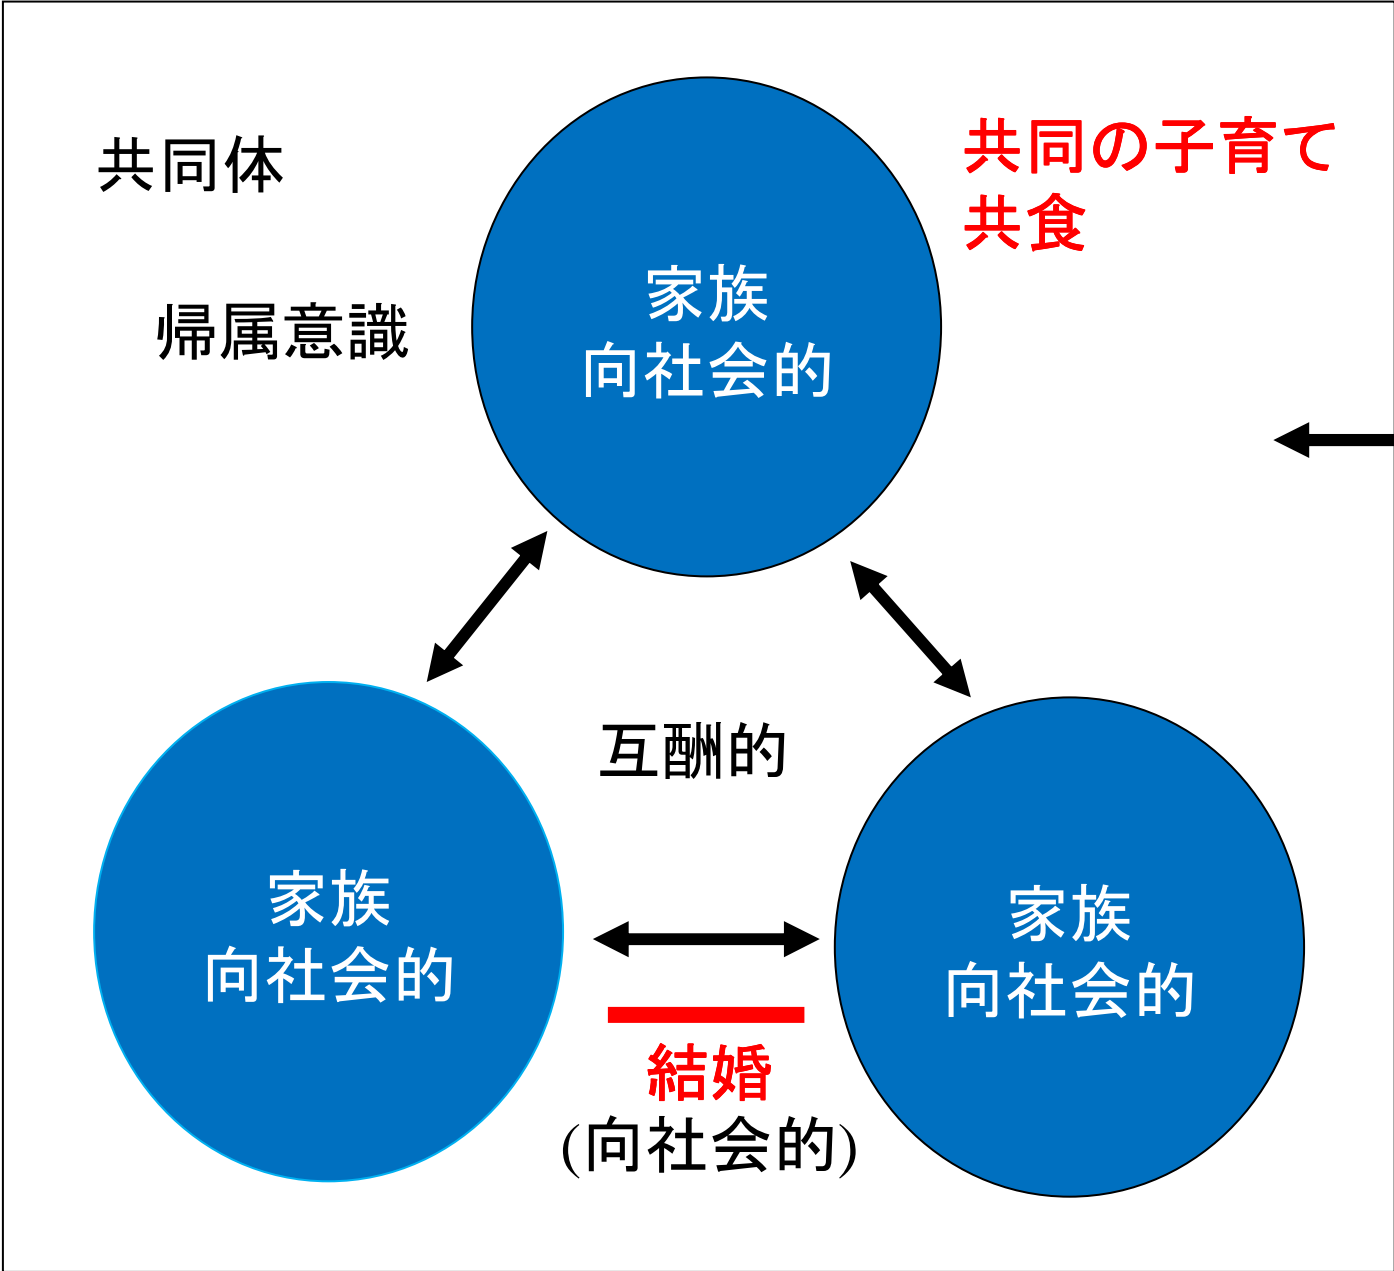 共同体
共同の子育て
共食
帰属意識
家族
向社会的
互酬的
家族
向社会的
家族
向社会的
結婚
(向社会的)